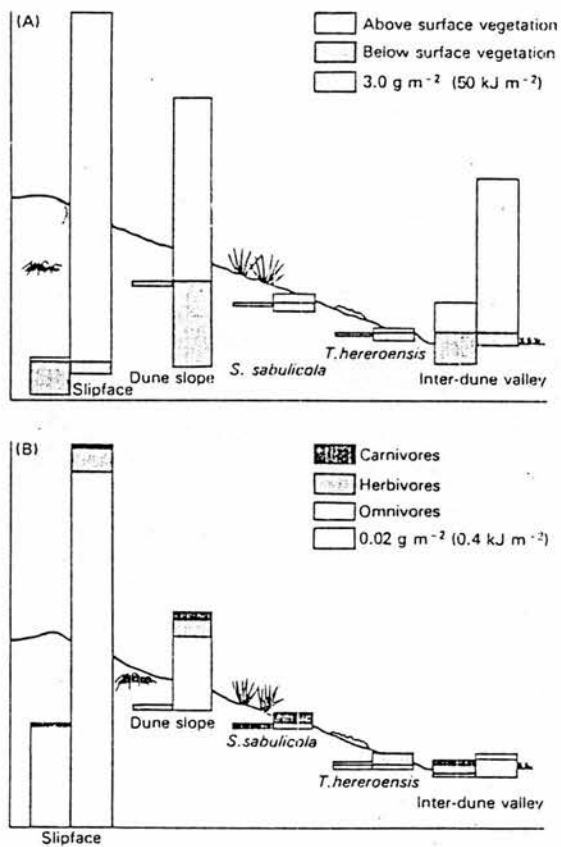 (A)
Above surface vegetation
Below surface vegetation
3.0 g m⁻² (50 kJ m⁻²)
Slipface
Dune slope
S. sabulicola
T.hereroensis
Inter-dune valley
(B)
Carnivores
Herbivores
Omnivores
0.02 g m⁻² (0.4 kJ m⁻²)
Dune slope
S.sabulicola
T.hereroensis
Inter-dune valley
Slipface